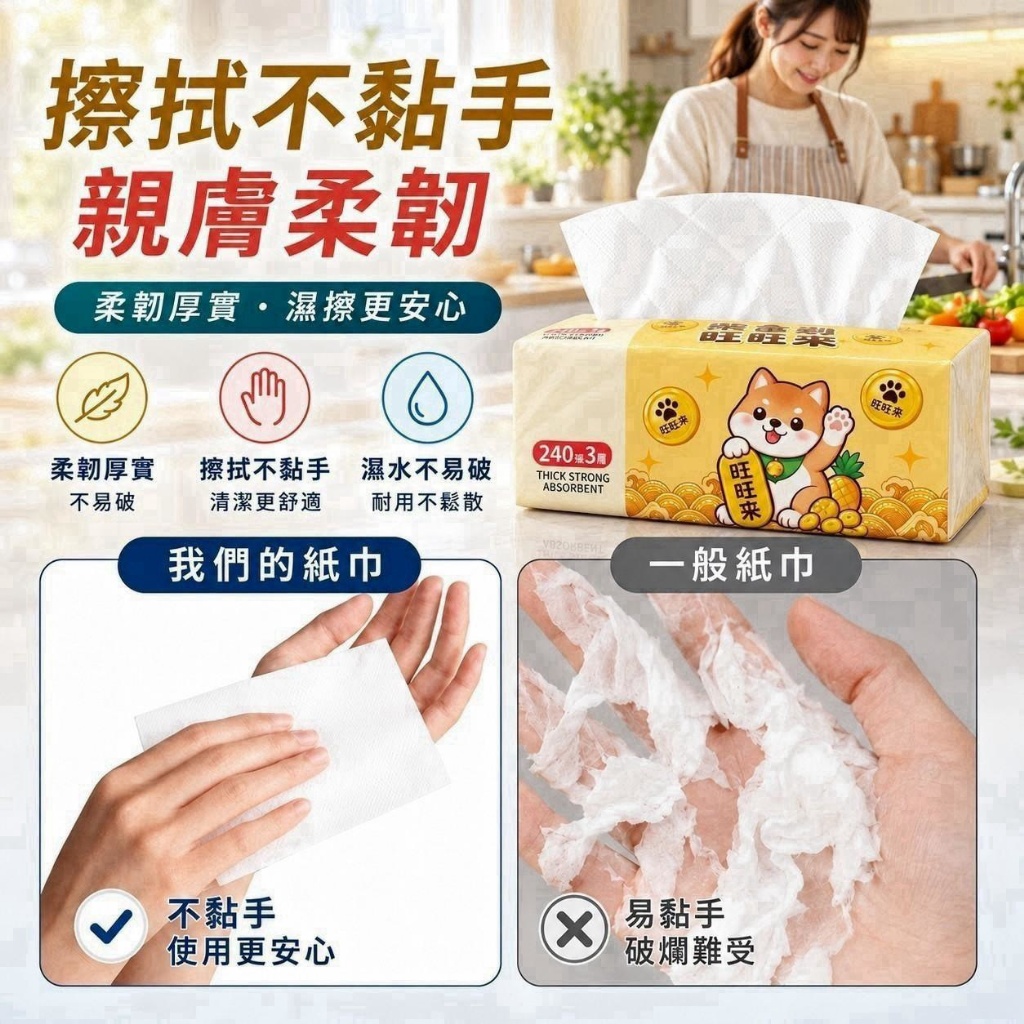 擦拭不黏手
親膚柔韌
柔韌厚實・濕擦更安心
柔韌厚實
不易破
擦拭不黏手
清潔更舒適
濕水不易破
耐用不鬆散
旺旺來
旺旺来
旺旺来
240張3層
THICK STRONG
ABSORBENT
我們的紙巾
不黏手
使用更安心
一般紙巾
易黏手
破爛難受